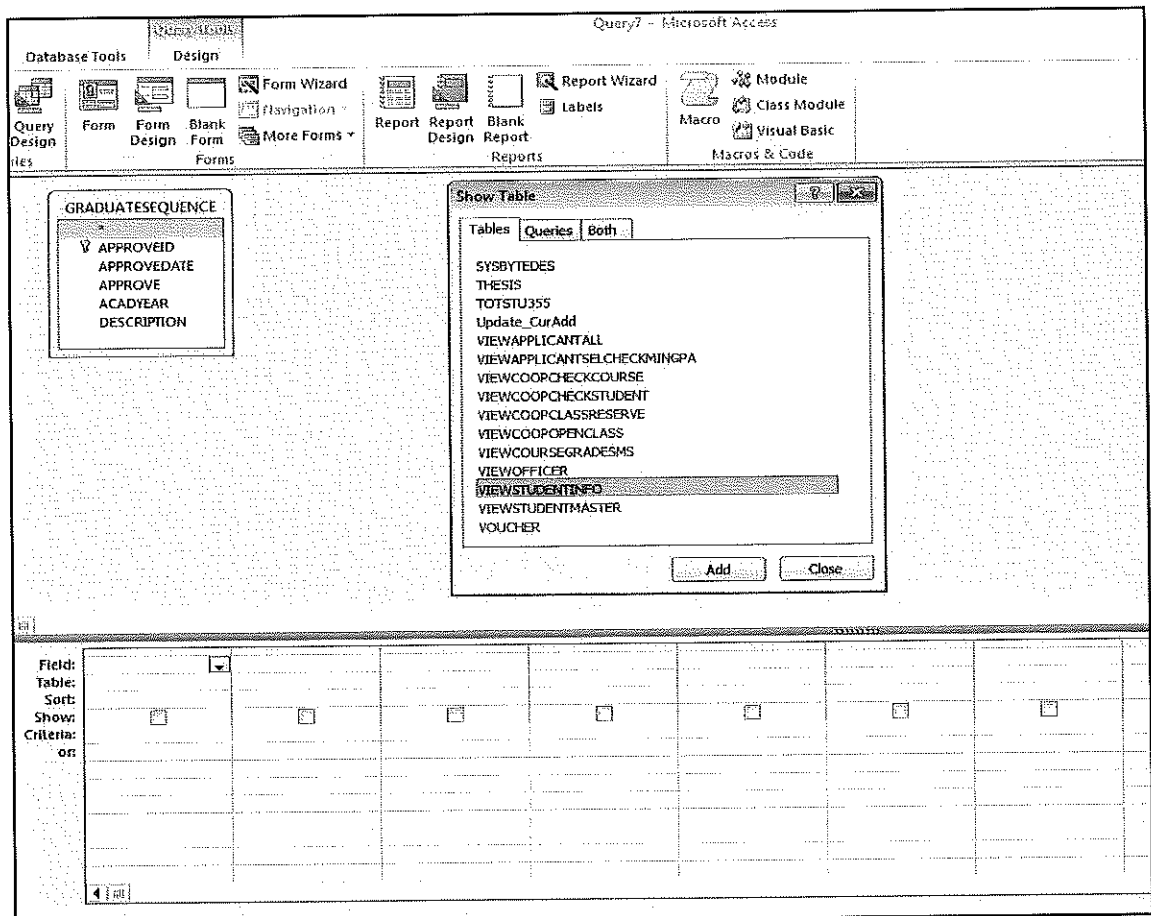 Query7 - Microsoft Access
Query Tools
Database Tools
Design
Query Design
Form
Form Design
Blank Form
Form Wizard
Navigation
More Forms
Forms
Report
Report Design
Blank Report
Report Wizard
Labels
Reports
Macro
Module
Class Module
Visual Basic
Macros & Code
ries
GRADUATESEQUENCE
*
APPROVEID
APPROVEDATE
APPROVE
ACADYEAR
DESCRIPTION
Show Table
Tables
Queries
Both
SYSBYTEDES
THESIS
TOTSTU355
Update_CurAdd
VIEWAPPLICANTALL
VIEWAPPLICANTSELCHECKMINGPA
VIEWCOOPCHECKCOURSE
VIEWCOOPCHECKSTUDENT
VIEWCOOPCLASSRESERVE
VIEWCOOPOPENCLASS
VIEWCOURSEGRADESMS
VIEWOFFICER
VIEWSTUDENTINFO
VIEWSTUDENTMASTER
VOUCHER
Add
Close
Field:
Table:
Sort:
Show:
Criteria:
or: